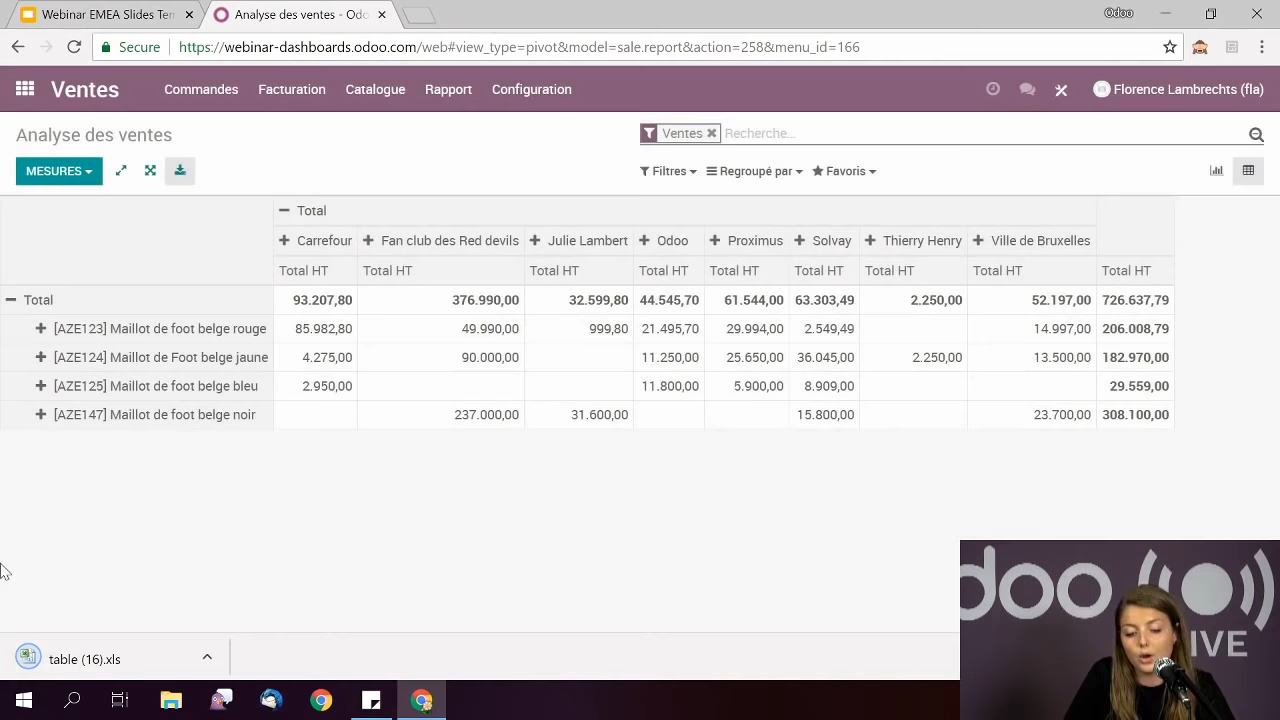 Webinar EMEA Slides Tem
Analyse des ventes - Odoo
Odoo
Secure https://webinar-dashboards.odoo.com/web#view_type=pivot&model=sale.report&action=258&menu_id=166
Ventes Commandes Facturation Catalogue Rapport Configuration Florence Lambrechts (fla)
Analyse des ventes Ventes Recherche...
MESURES Filtres Regroupé par Favoris
Total
Carrefour Fan club des Red devils Julie Lambert Odoo Proximus Solvay Thierry Henry Ville de Bruxelles
Total HT Total HT Total HT Total HT Total HT Total HT Total HT Total HT Total HT
Total 93.207,80 376.990,00 32.599,80 44.545,70 61.544,00 63.303,49 2.250,00 52.197,00 726.637,79
[AZE123] Maillot de foot belge rouge 85.982,80 49.990,00 999,80 21.495,70 29.994,00 2.549,49 14.997,00 206.008,79
[AZE124] Maillot de Foot belge jaune 4.275,00 90.000,00 11.250,00 25.650,00 36.045,00 2.250,00 13.500,00 182.970,00
[AZE125] Maillot de foot belge bleu 2.950,00 11.800,00 5.900,00 8.909,00 29.559,00
[AZE147] Maillot de foot belge noir 237.000,00 31.600,00 15.800,00 23.700,00 308.100,00
table (16).xls
odoo
IVE